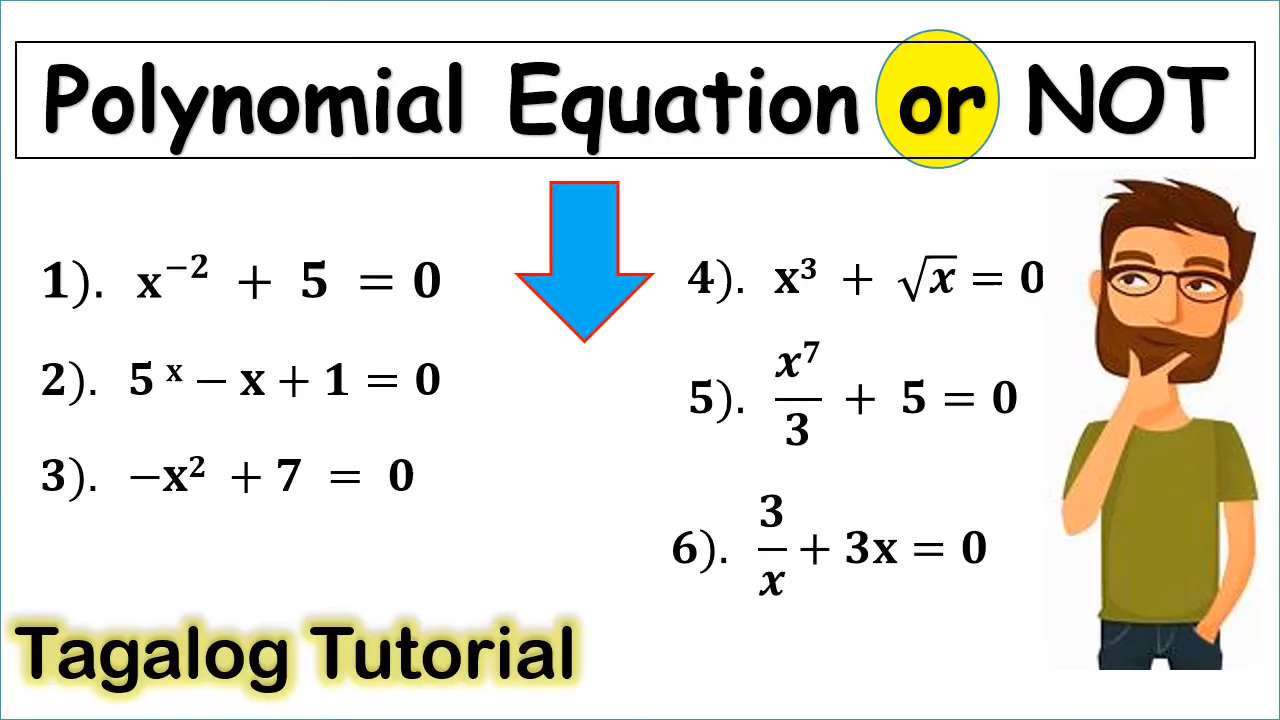 Polynomial Equation or NOT
1). x⁻² + 5 = 0
2). 5ˣ − x + 1 = 0
3). −x² + 7 = 0
4). x³ + √x = 0
5). x⁷/3 + 5 = 0
6). 3/x + 3x = 0
Tagalog Tutorial